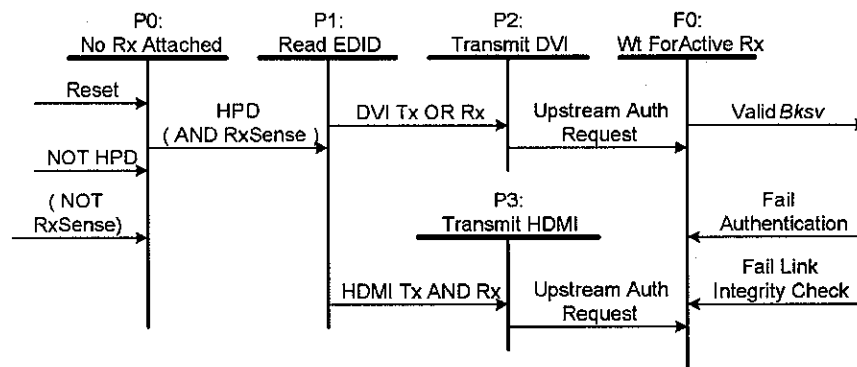 P0:
No Rx Attached
P1:
Read EDID
P2:
Transmit DVI
F0:
Wt ForActive Rx
Reset
HPD
( AND RxSense )
DVI Tx OR Rx
Upstream Auth
Request
Valid Bksv
NOT HPD
( NOT
RxSense)
P3:
Transmit HDMI
Fail
Authentication
HDMI Tx AND Rx
Upstream Auth
Request
Fail Link
Integrity Check